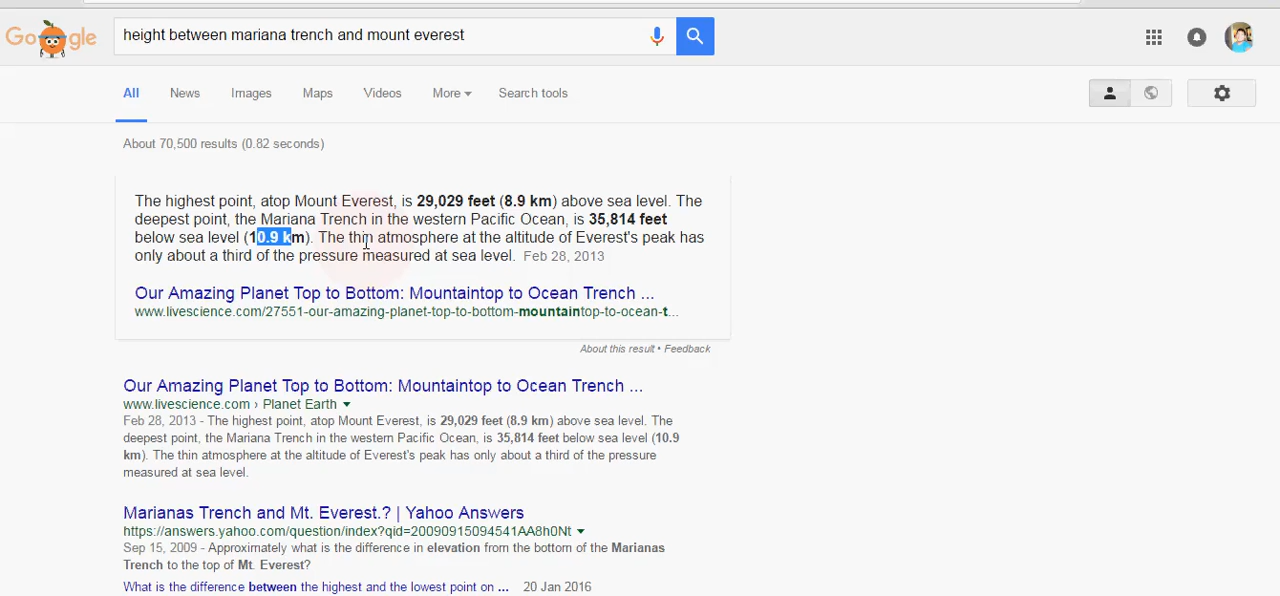 Google
height between mariana trench and mount everest
All News Images Maps Videos More Search tools
About 70,500 results (0.82 seconds)
The highest point, atop Mount Everest, is 29,029 feet (8.9 km) above sea level. The
deepest point, the Mariana Trench in the western Pacific Ocean, is 35,814 feet
below sea level (10.9 km). The thin atmosphere at the altitude of Everest's peak has
only about a third of the pressure measured at sea level. Feb 28, 2013
Our Amazing Planet Top to Bottom: Mountaintop to Ocean Trench ...
www.livescience.com/27551-our-amazing-planet-top-to-bottom-mountaintop-to-ocean-t...
About this result • Feedback
Our Amazing Planet Top to Bottom: Mountaintop to Ocean Trench ...
www.livescience.com › Planet Earth
Feb 28, 2013 - The highest point, atop Mount Everest, is 29,029 feet (8.9 km) above sea level. The
deepest point, the Mariana Trench in the western Pacific Ocean, is 35,814 feet below sea level (10.9
km). The thin atmosphere at the altitude of Everest's peak has only about a third of the pressure
measured at sea level.
Marianas Trench and Mt. Everest.? | Yahoo Answers
https://answers.yahoo.com/question/index?qid=20090915094541AA8h0Nt
Sep 15, 2009 - Approximately what is the difference in elevation from the bottom of the Marianas
Trench to the top of Mt. Everest?
What is the difference between the highest and the lowest point on ... 20 Jan 2016